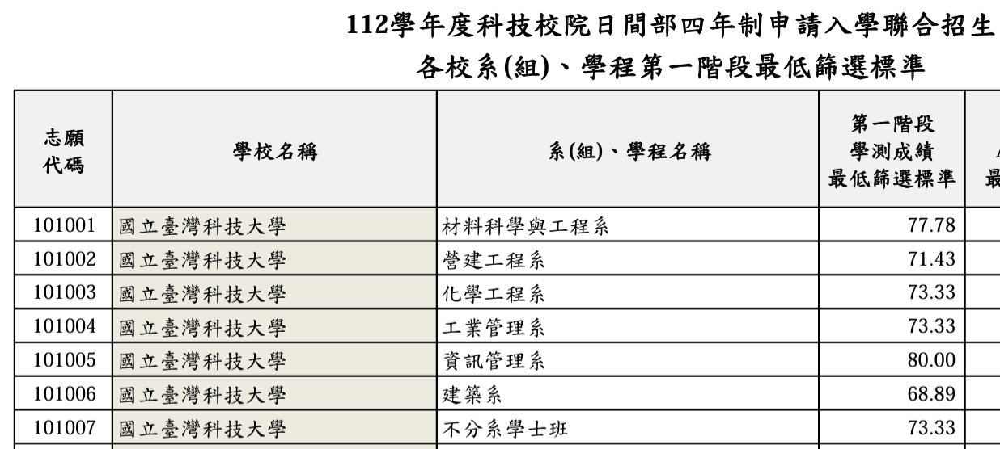 112學年度科技校院日間部四年制申請入學聯合招生
各校系(組)、學程第一階段最低篩選標準
志願
代碼
學校名稱
系(組)、學程名稱
第一階段
學測成績
最低篩選標準
101001 國立臺灣科技大學 材料科學與工程系 77.78
101002 國立臺灣科技大學 營建工程系 71.43
101003 國立臺灣科技大學 化學工程系 73.33
101004 國立臺灣科技大學 工業管理系 73.33
101005 國立臺灣科技大學 資訊管理系 80.00
101006 國立臺灣科技大學 建築系 68.89
101007 國立臺灣科技大學 不分系學士班 73.33